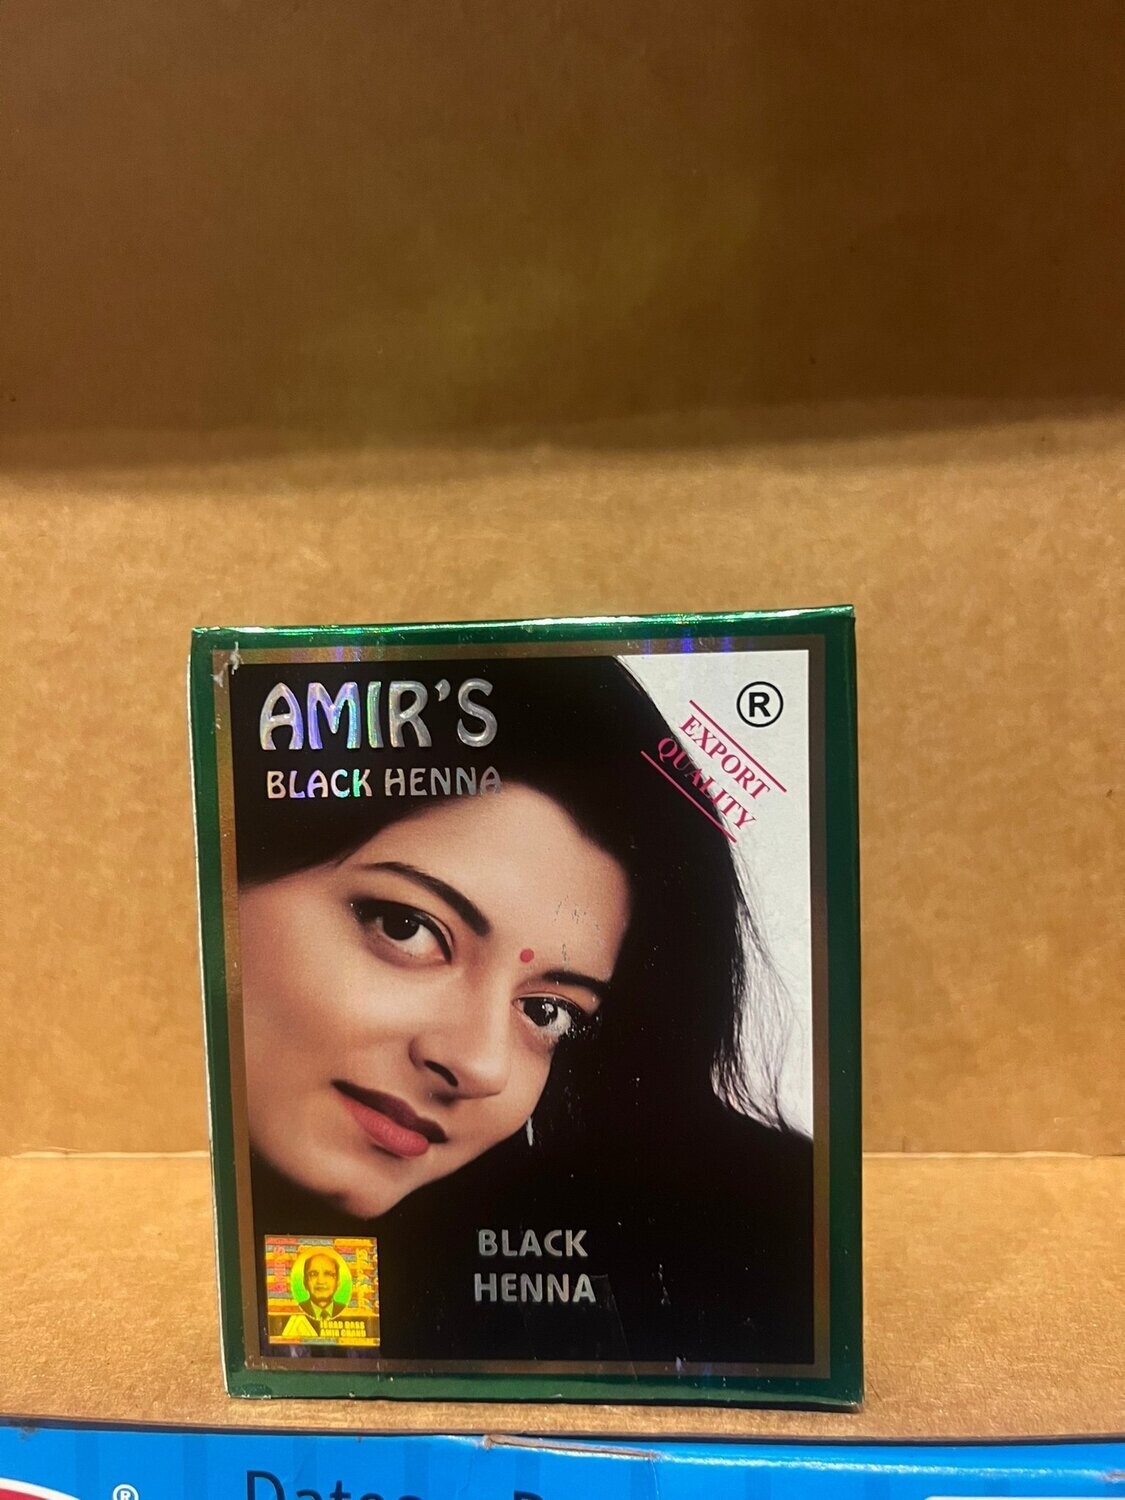 AMIR'S
BLACK HENNA
®
EXPORT
QUALITY
BLACK
HENNA
®